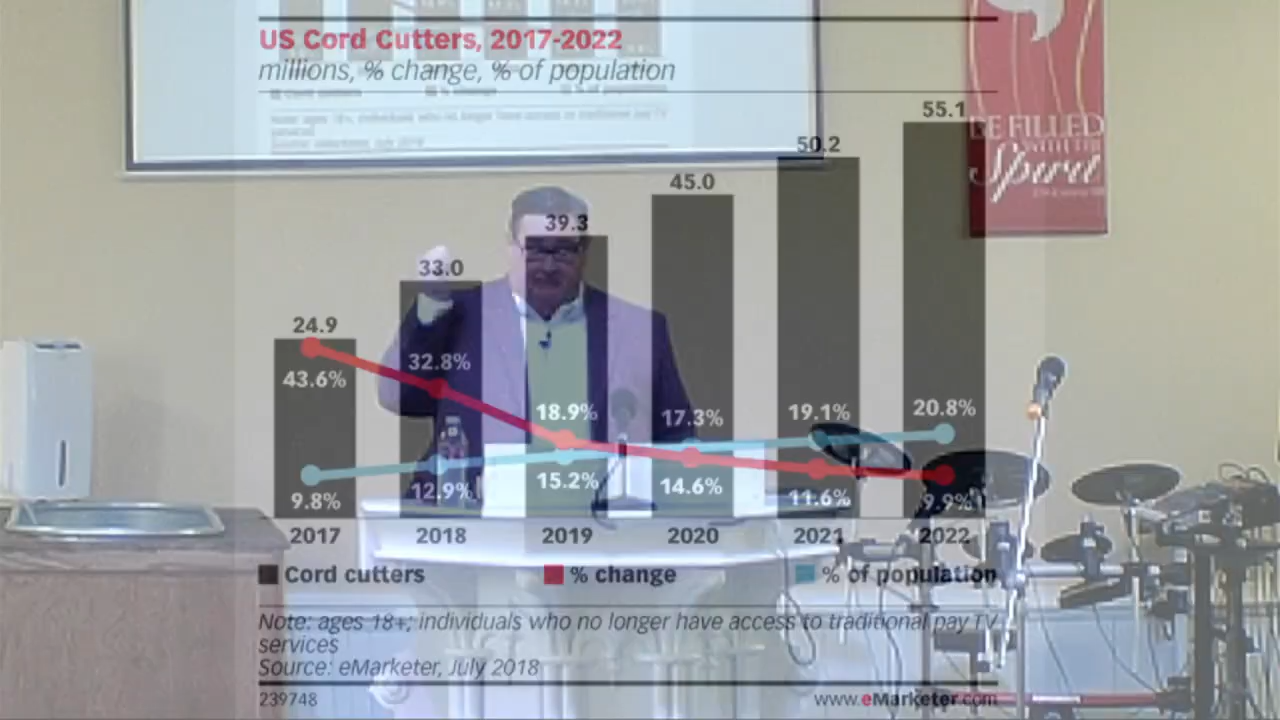 US Cord Cutters, 2017-2022
millions, % change, % of population
55.1
50.2
45.0
39.3
33.0
24.9
43.6%
32.8%
18.9%
17.3%
19.1%
20.8%
9.8%
12.9%
15.2%
14.6%
11.6%
9.9%
2017 2018 2019 2020 2021 2022
Cord cutters % change % of population
Note: ages 18+; individuals who no longer have access to traditional pay TV
services
Source: eMarketer, July 2018
239748 www.eMarketer.com
BE FILLED
WITH THE
Spirit